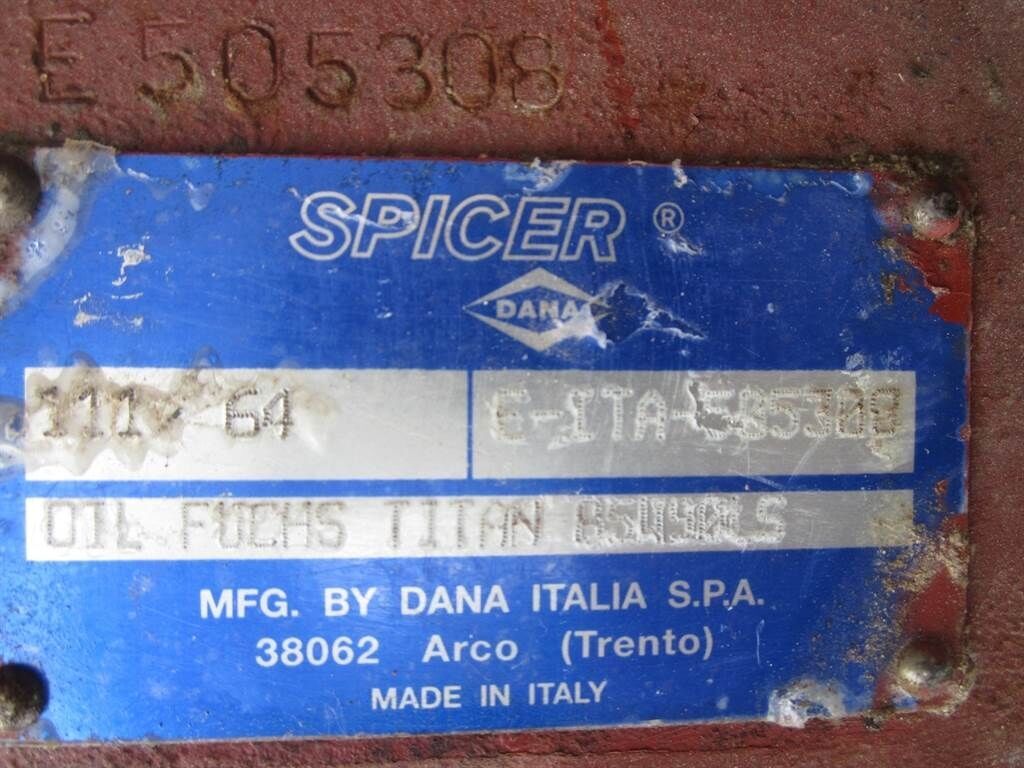 E 505308
SPICER ®
DANA
111/ 64
E-ITA-505308
OIL FUCHS TITAN 85W90LS
MFG. BY DANA ITALIA S.P.A.
38062 Arco (Trento)
MADE IN ITALY